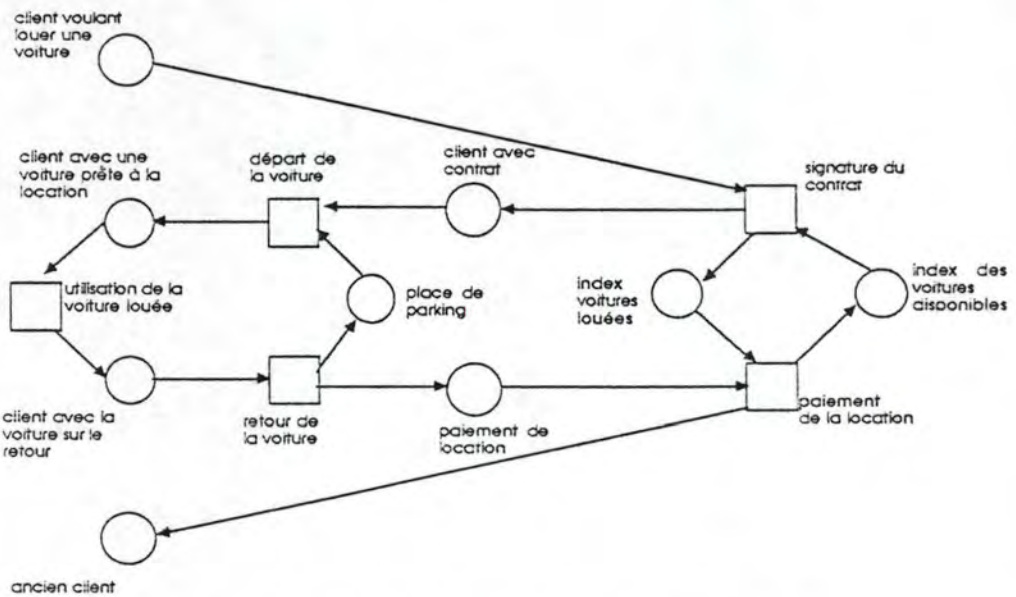 client voulant
louer une
voiture
client avec une
voiture prête à la
location
départ de
la voiture
client avec
contrat
signature du
contrat
utilisation de la
voiture louée
place de
parking
index
voitures
louées
index des
voitures
disponibles
client avec la
voiture sur le
retour
retour de
la voiture
paiement de
location
paiement
de la location
ancien client